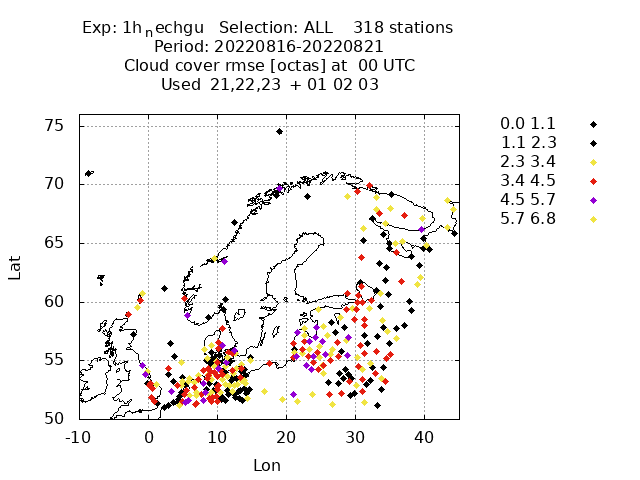 Exp: 1h n echgu Selection: ALL 318 stations
Period: 20220816-20220821
Cloud cover rmse [octas] at 00 UTC
Used 21,22,23 + 01 02 03
0.0 1.1
1.1 2.3
2.3 3.4
3.4 4.5
4.5 5.7
5.7 6.8
75
70
65
60
55
50
Lat
-10 0 10 20 30 40
Lon